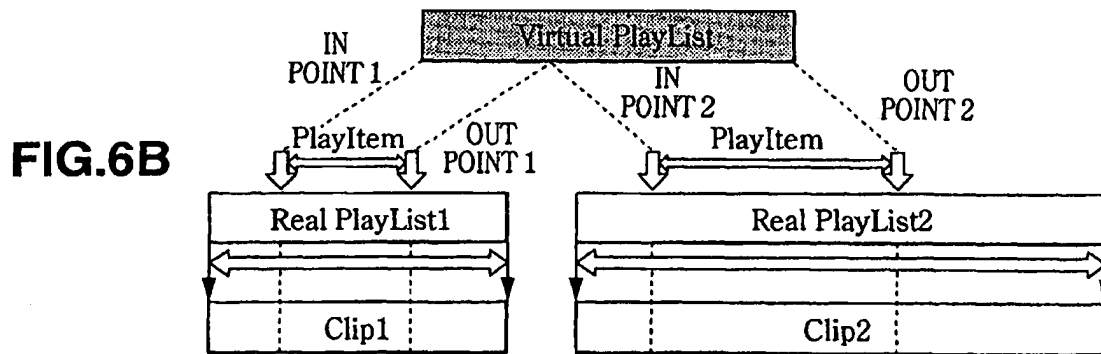 Virtual PlayList
IN
POINT 1
IN
POINT 2
OUT
POINT 2
PlayItem
OUT
POINT 1
PlayItem
FIG.6B
Real PlayList1
Real PlayList2
Clip1
Clip2